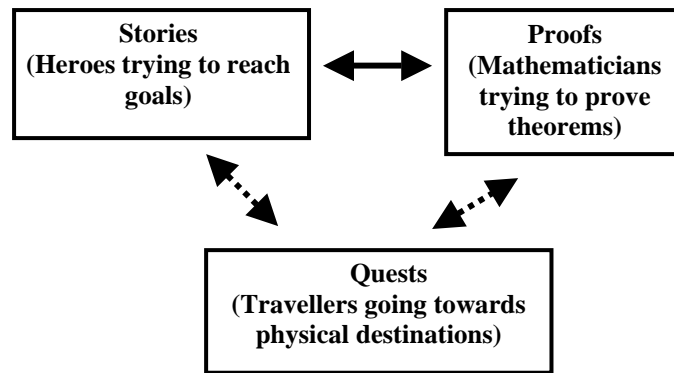 Stories
(Heroes trying to reach
goals)
Proofs
(Mathematicians
trying to prove
theorems)
Quests
(Travellers going towards
physical destinations)